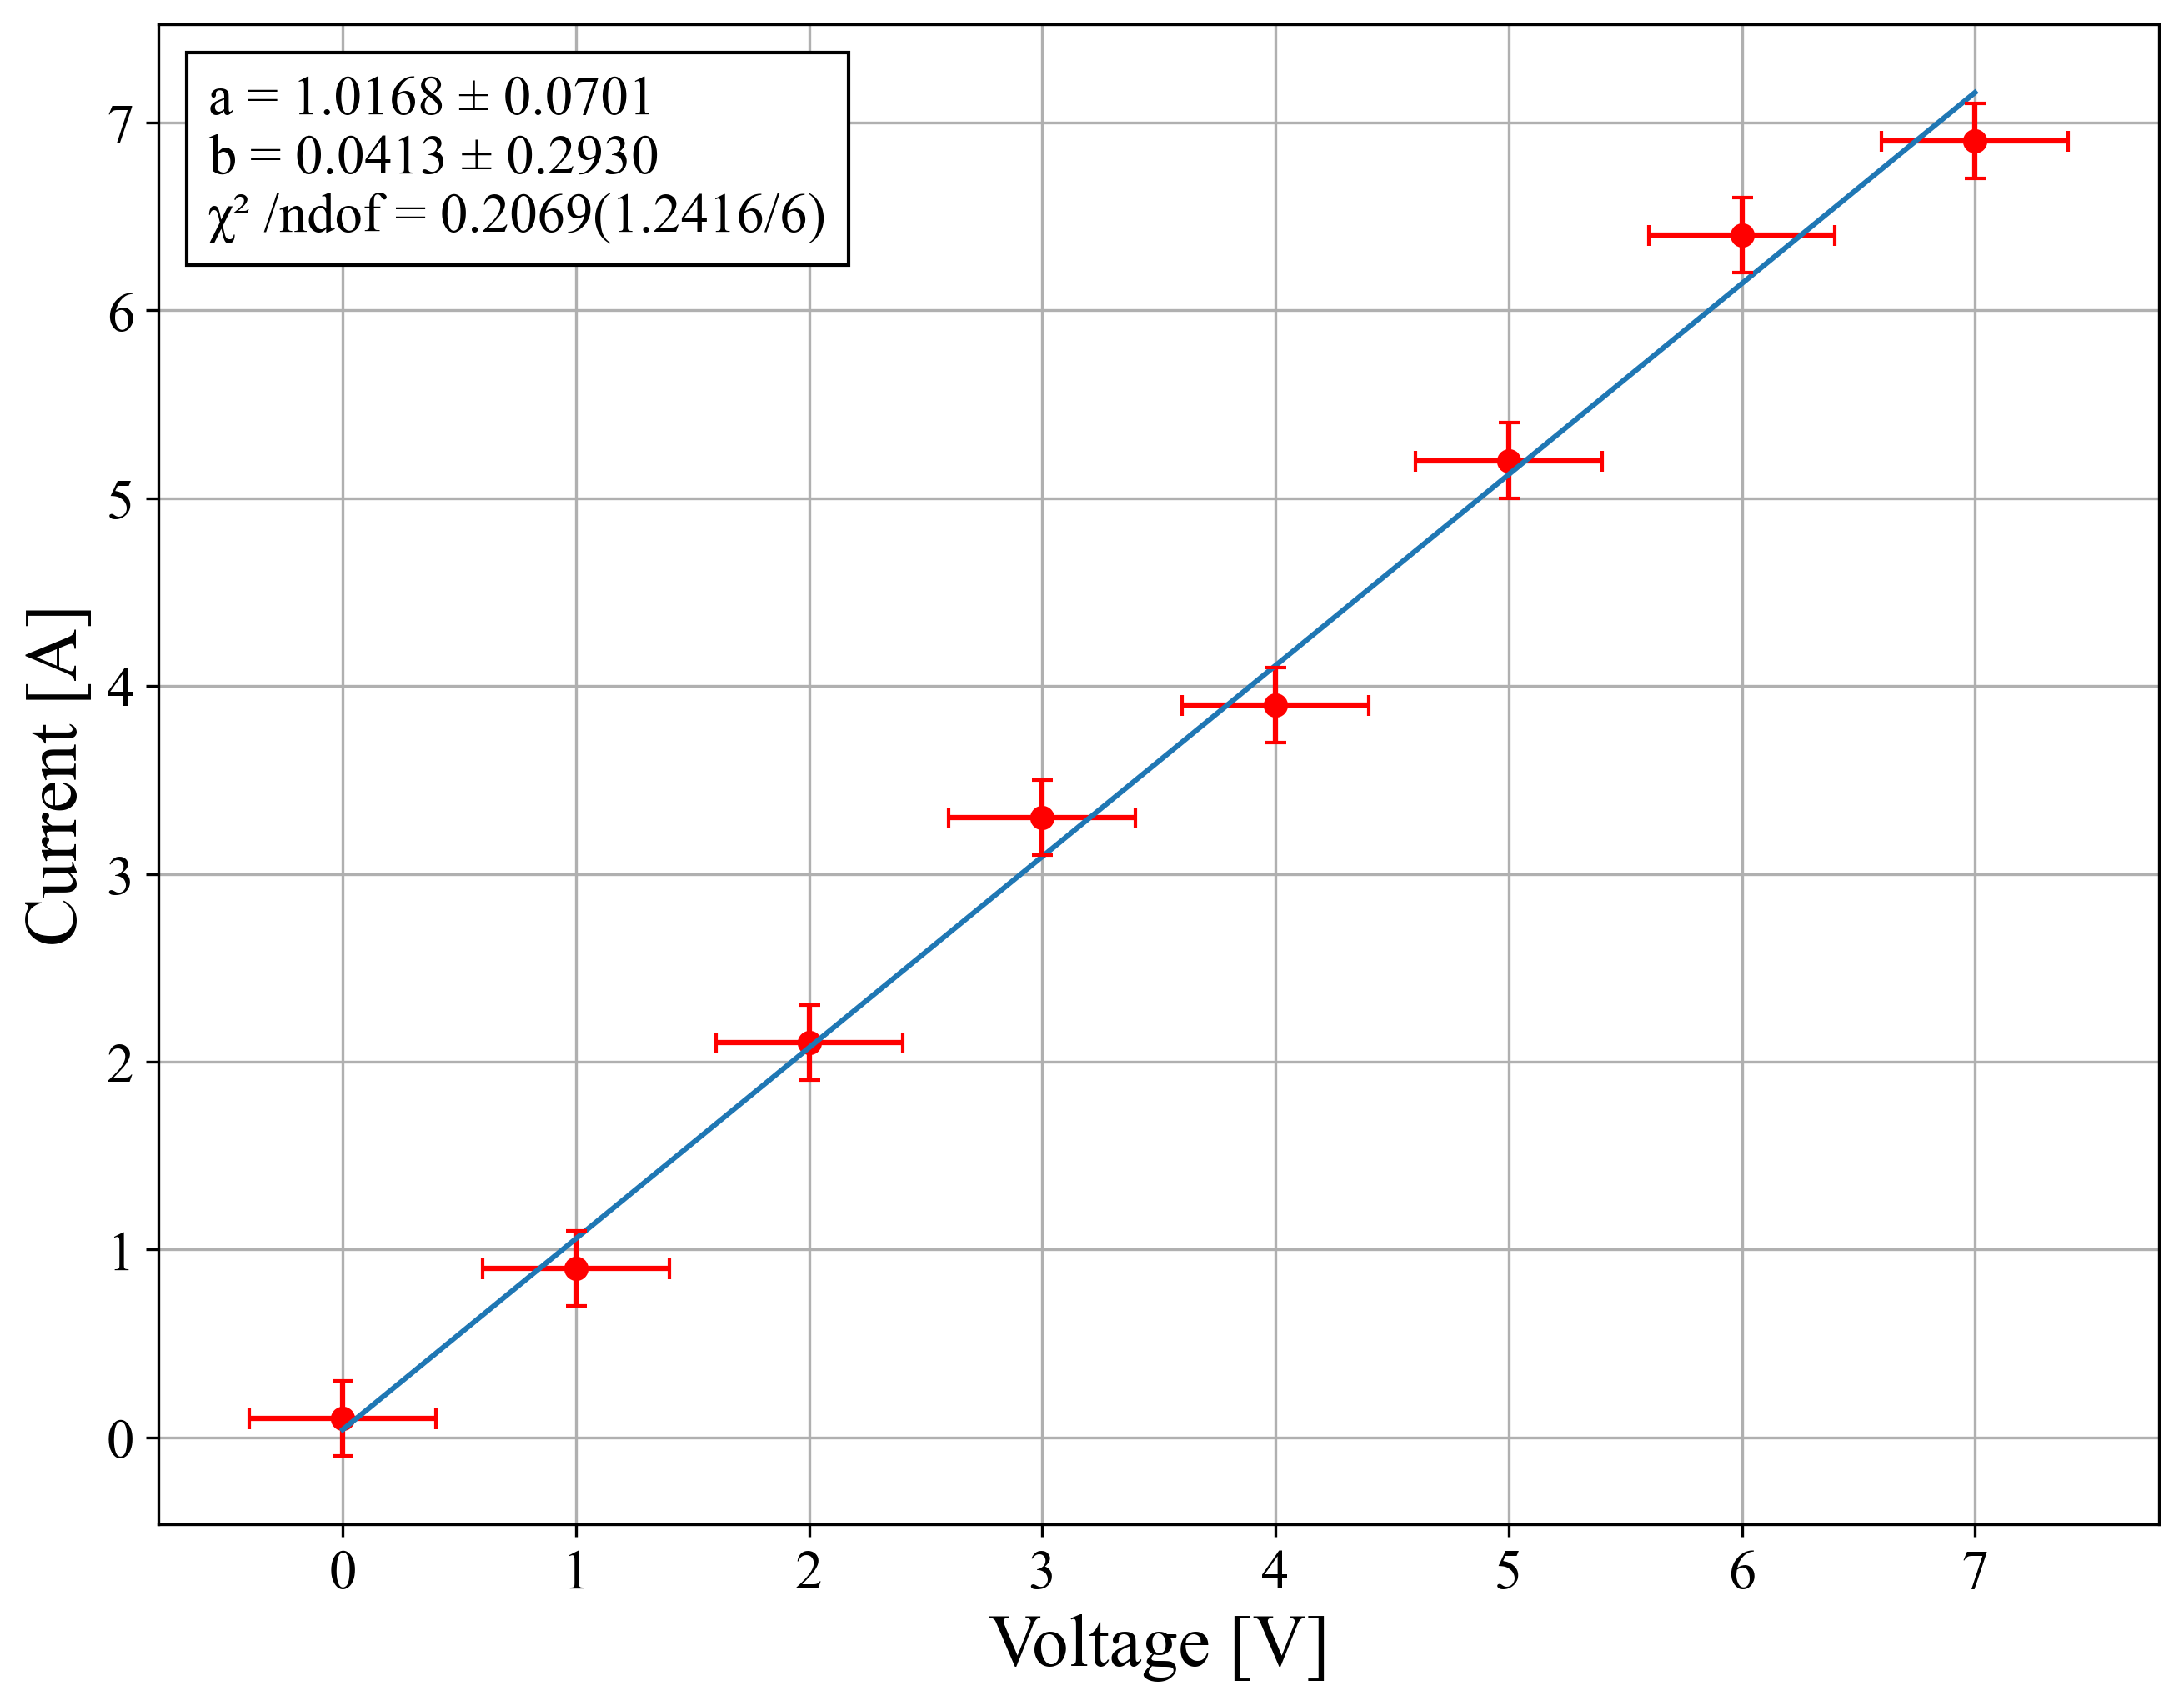 a = 1.0168 ± 0.0701
b = 0.0413 ± 0.2930
χ² /ndof = 0.2069(1.2416/6)
7
6
5
4
3
2
1
0
Current [A]
0 1 2 3 4 5 6 7
Voltage [V]